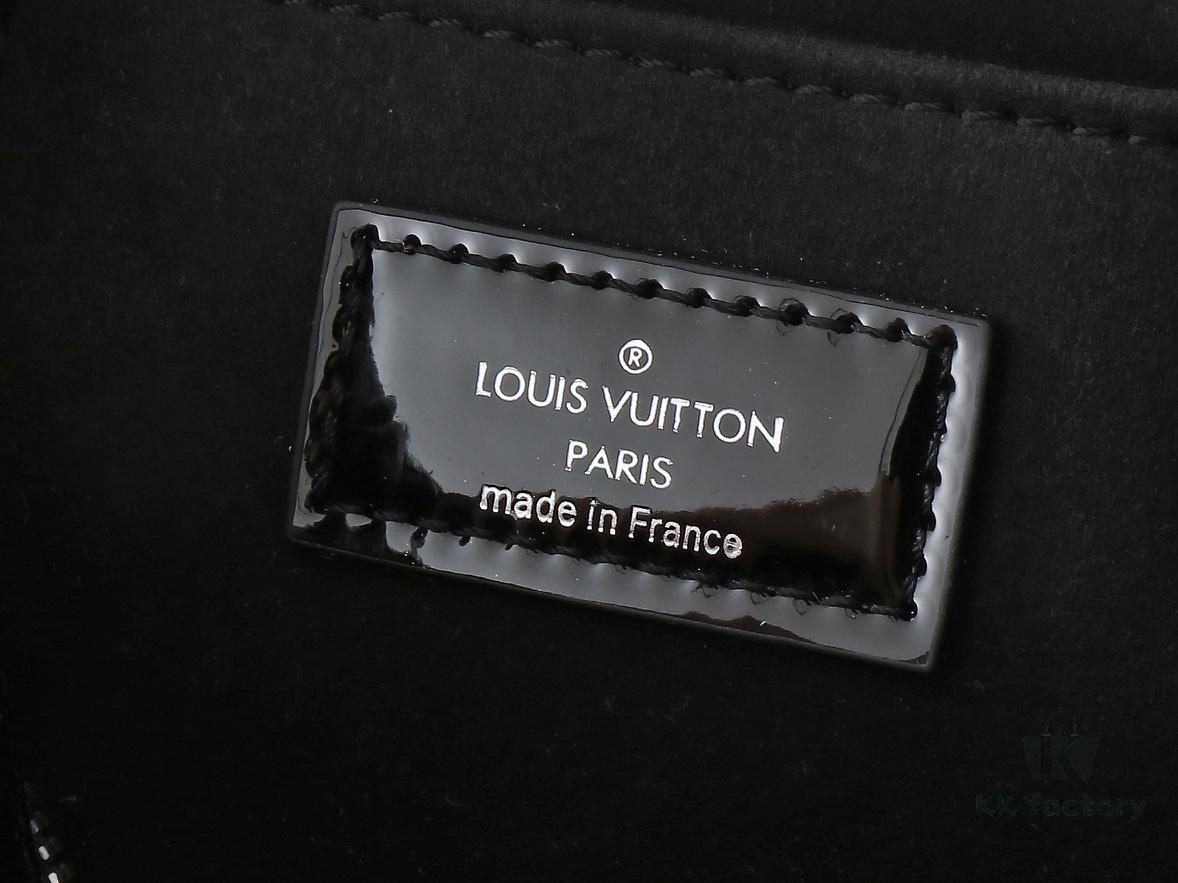 ®
LOUIS VUITTON
PARIS
made in France
K
KK factory